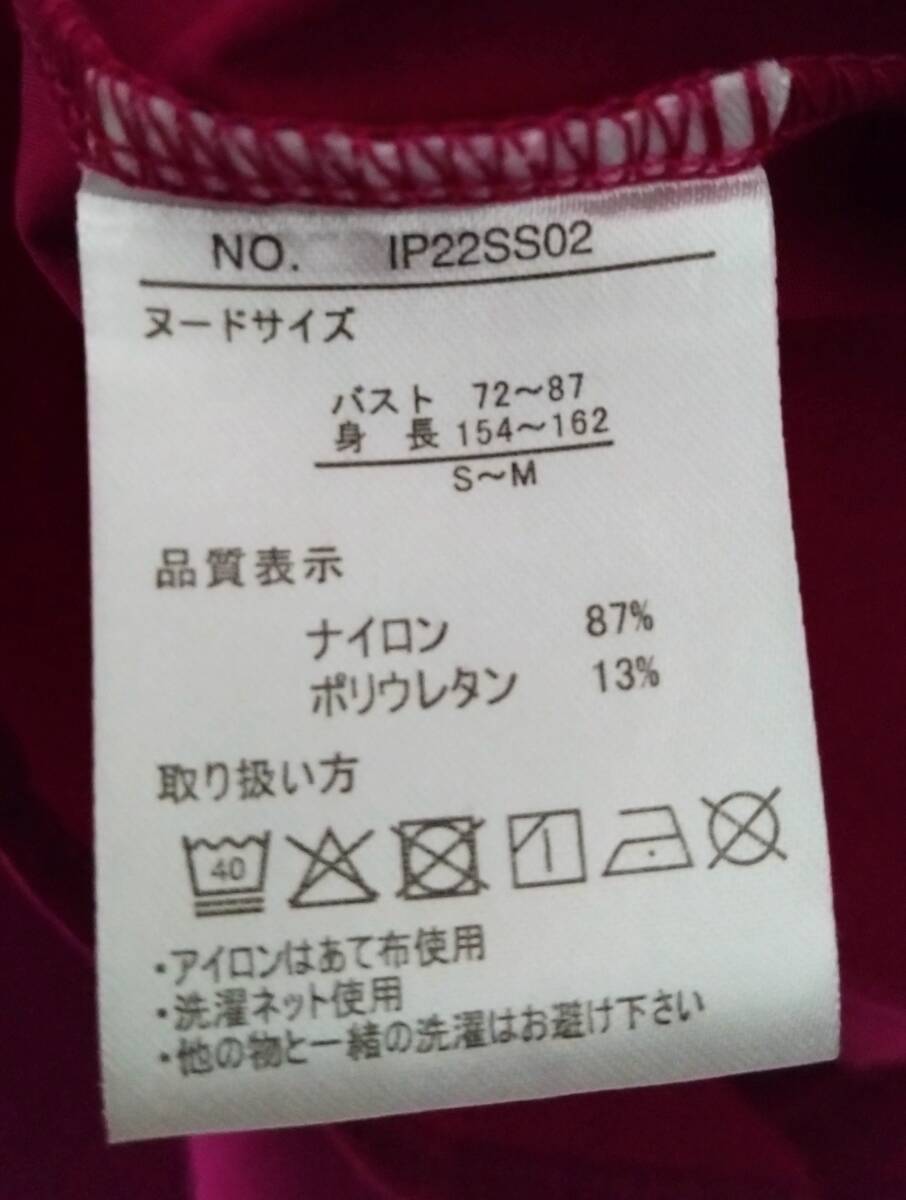 NO. IP22SS02
ヌードサイズ
バスト 72～87
身長 154～162
S～M
品質表示
ナイロン 87%
ポリウレタン 13%
取り扱い方
40
・アイロンはあて布使用
・洗濯ネット使用
・他の物と一緒の洗濯はお避け下さい